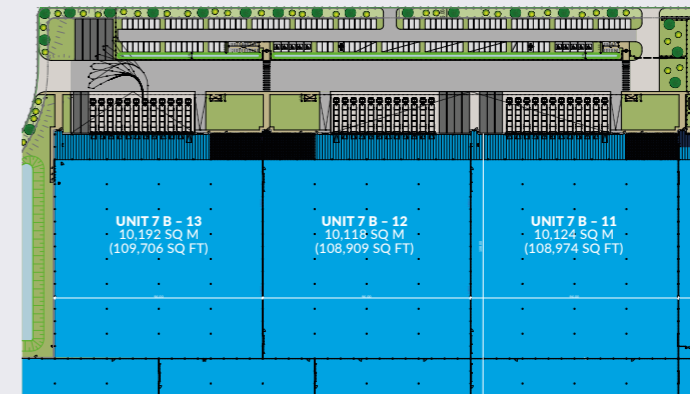 UNIT 7 B – 13
10,192 SQ M
(109,706 SQ FT)
UNIT 7 B – 12
10,118 SQ M
(108,909 SQ FT)
UNIT 7 B – 11
10,124 SQ M
(108,974 SQ FT)